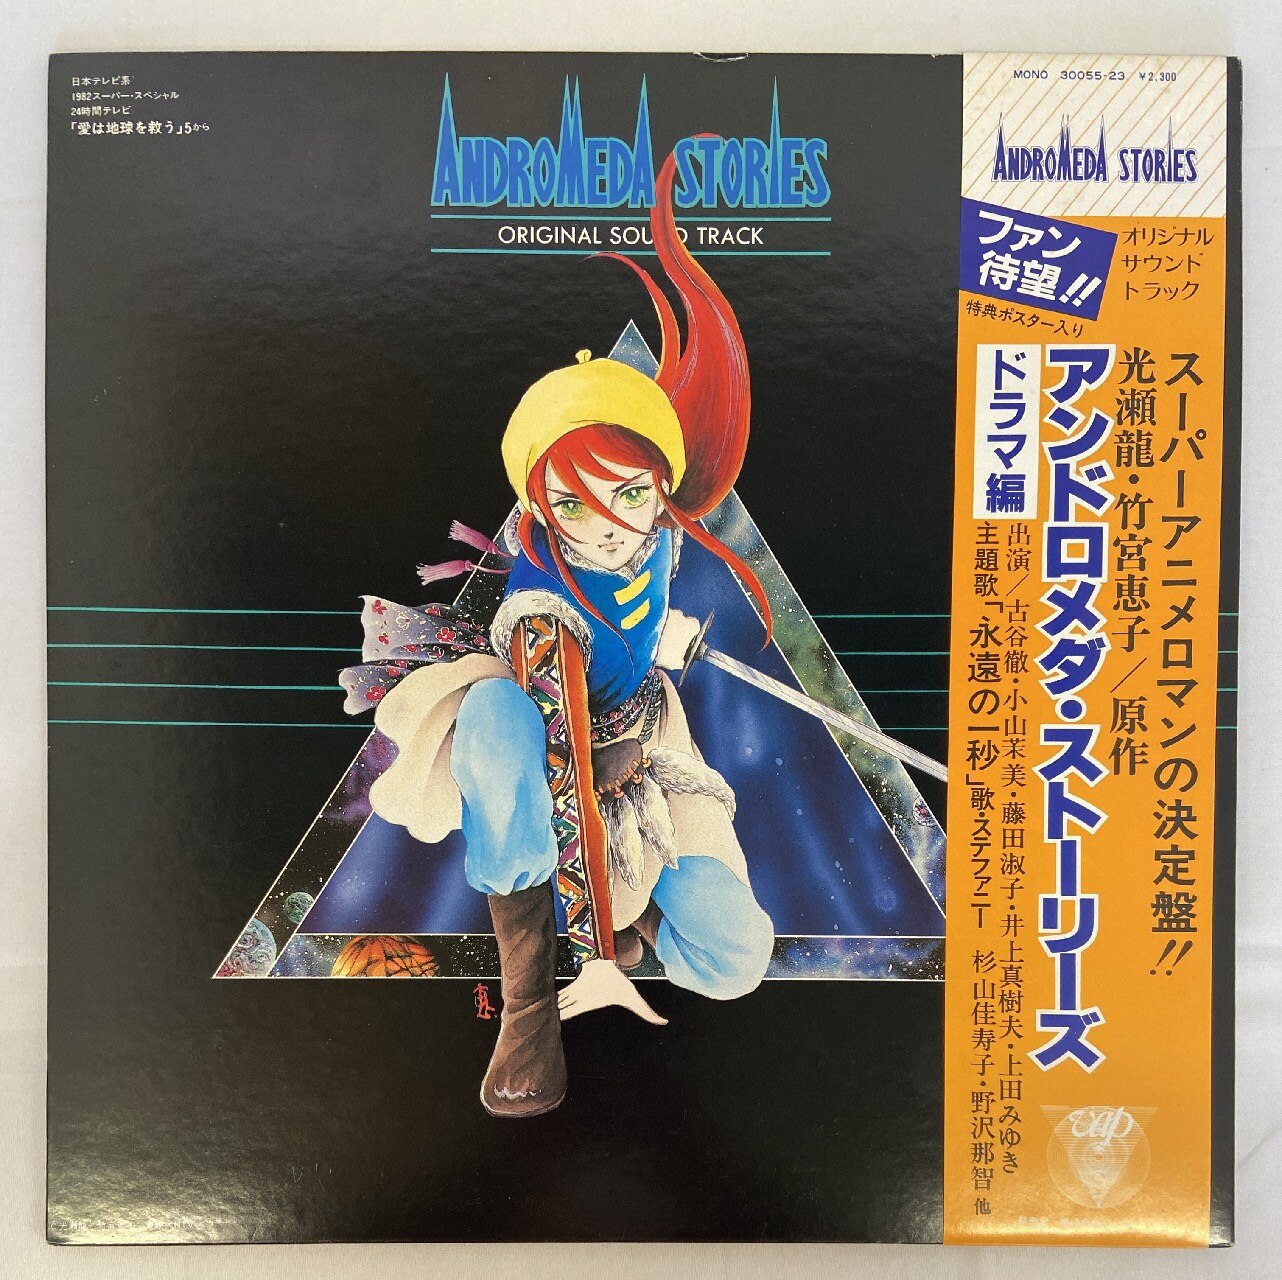 日本テレビ系
1982スーパー・スペシャル
24時間テレビ
「愛は地球を救う」5から
ANDROMEDA STORIES
ORIGINAL SOUND TRACK
MONO 30055-23 ¥2,300
ANDROMEDA STORIES
オリジナル
サウンド
トラック
ファン
待望!!
特典ポスター入り
スーパーアニメロマンの決定盤!!
光瀬龍・竹宮恵子／原作
アンドロメダ・ストーリーズ
ドラマ編
出演／古谷徹・小山茉美・藤田淑子・井上真樹夫・上田みゆき
杉山佳寿子・野沢那智 他
主題歌「永遠の一秒」歌・ステファニー
vap